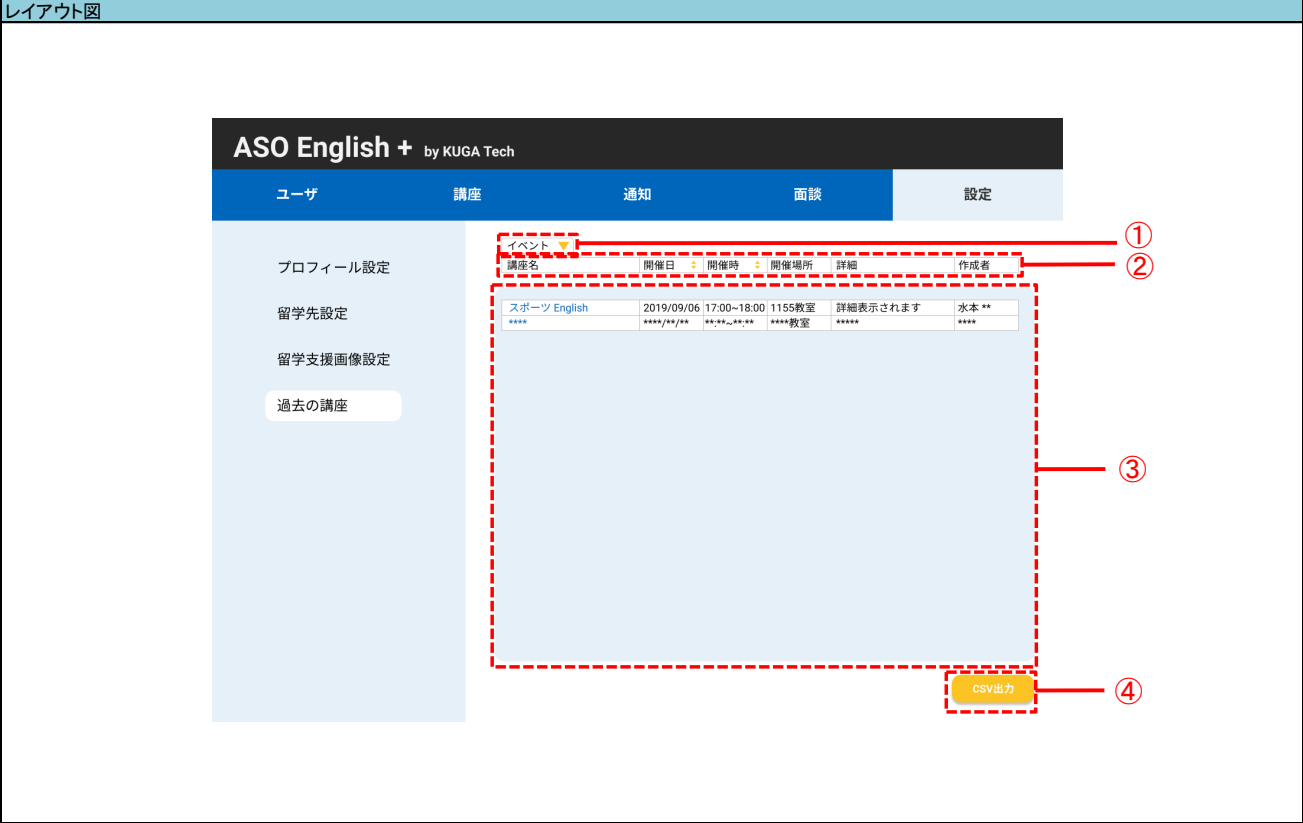 レイアウト図
ASO English + by KUGA Tech
ユーザ 講座 通知 面談 設定
プロフィール設定
留学先設定
留学支援画像設定
過去の講座
イベント
①
講座名 開催日 開催時 開催場所 詳細 作成者
②
スポーツ English 2019/09/06 17:00~18:00 1155教室 詳細表示されます 水本 **
**** ****/**/** **:**~**:** ****教室 ***** ****
③
CSV出力
④